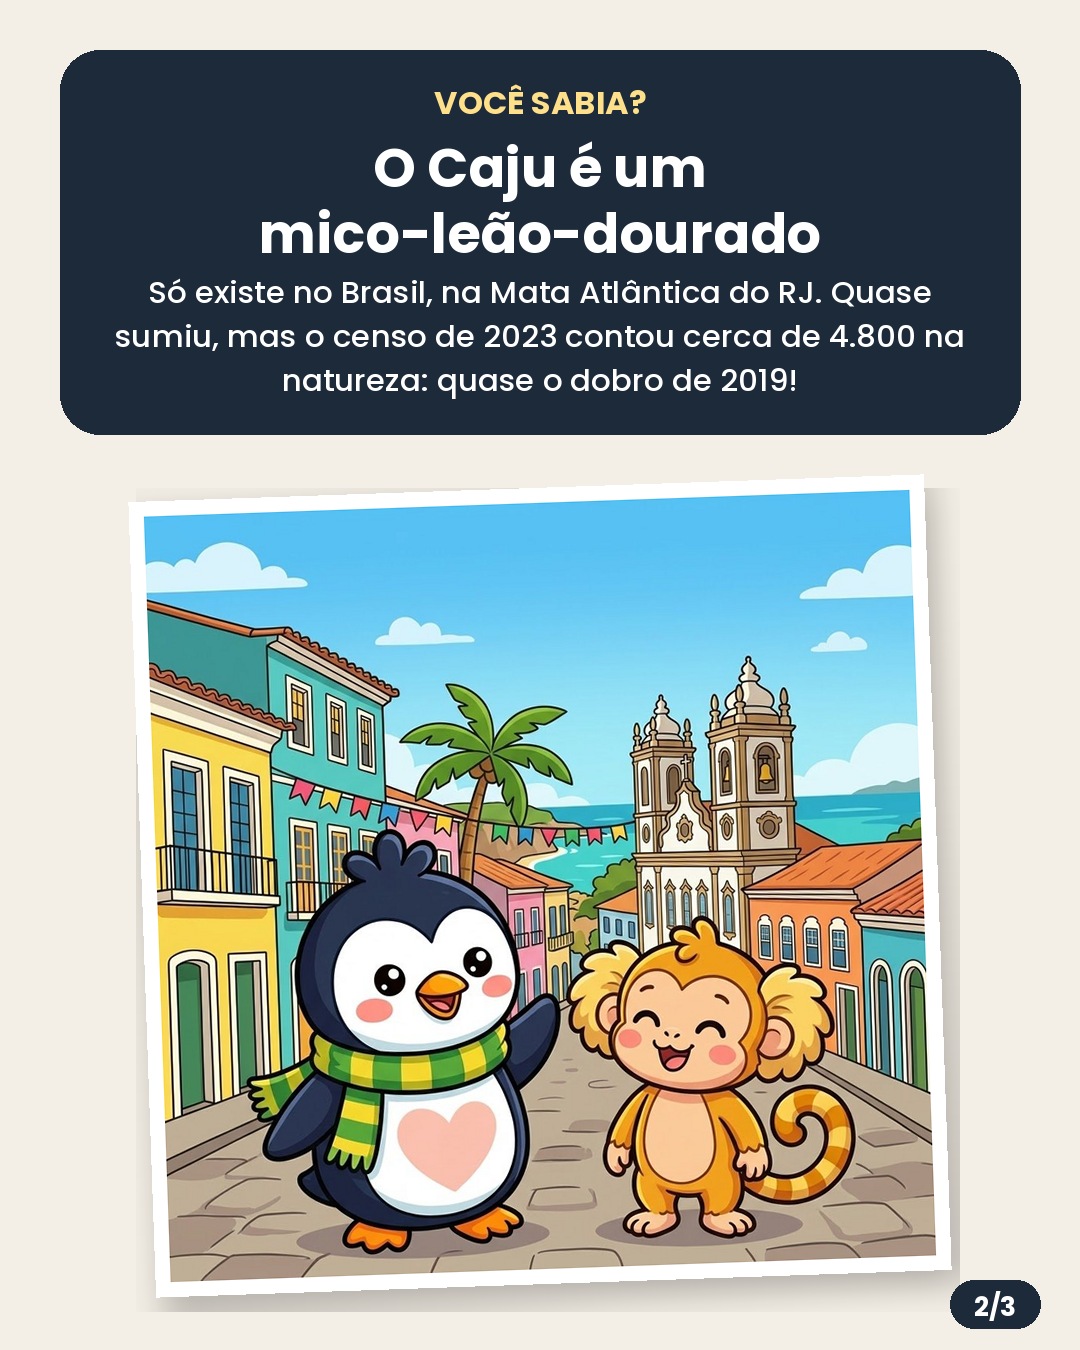 VOCÊ SABIA?
O Caju é um
mico-leão-dourado
Só existe no Brasil, na Mata Atlântica do RJ. Quase
sumiu, mas o censo de 2023 contou cerca de 4.800 na
natureza: quase o dobro de 2019!
2/3